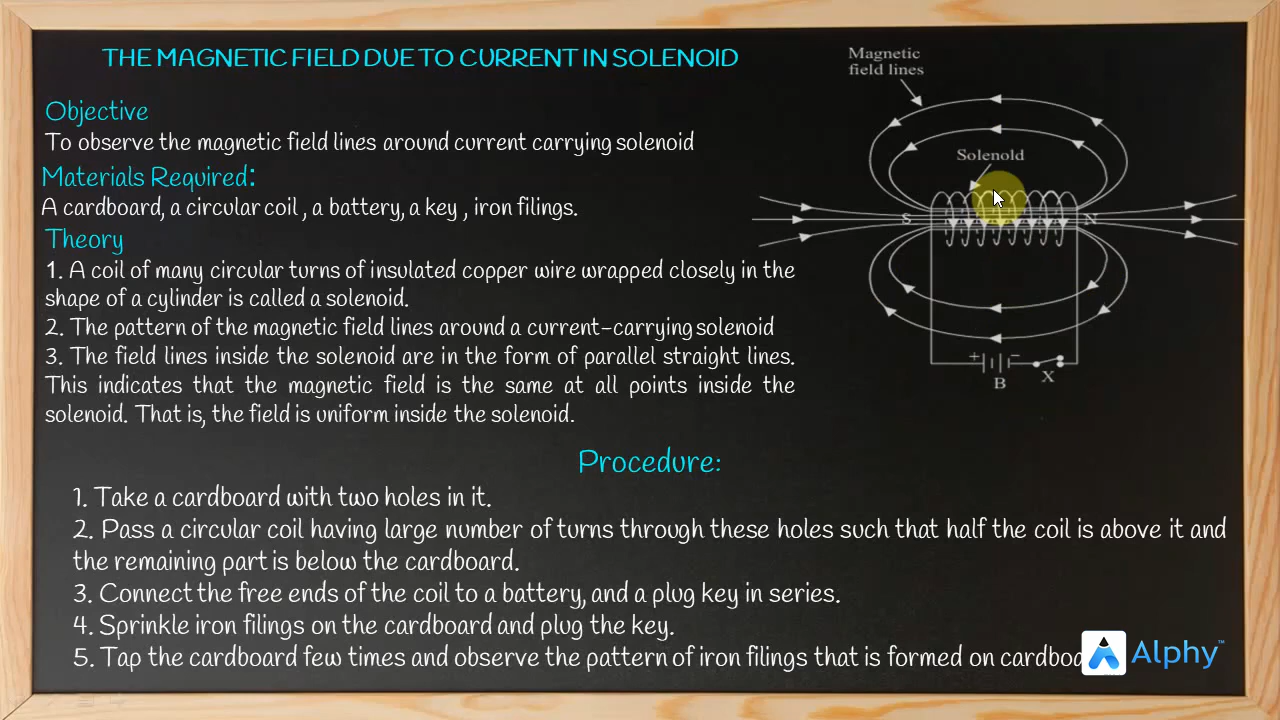 THE MAGNETIC FIELD DUE TO CURRENT IN SOLENOID
Objective
To observe the magnetic field lines around current carrying solenoid
Materials Required:
A cardboard, a circular coil , a battery, a key , iron filings.
Theory
1. A coil of many circular turns of insulated copper wire wrapped closely in the
shape of a cylinder is called a solenoid.
2. The pattern of the magnetic field lines around a current-carrying solenoid
3. The field lines inside the solenoid are in the form of parallel straight lines.
This indicates that the magnetic field is the same at all points inside the
solenoid. That is, the field is uniform inside the solenoid.
Magnetic
field lines
Solenoid
S
N
+
−
B
X
Procedure:
1. Take a cardboard with two holes in it.
2. Pass a circular coil having large number of turns through these holes such that half the coil is above it and
the remaining part is below the cardboard.
3. Connect the free ends of the coil to a battery, and a plug key in series.
4. Sprinkle iron filings on the cardboard and plug the key.
5. Tap the cardboard few times and observe the pattern of iron filings that is formed on
Alphy™